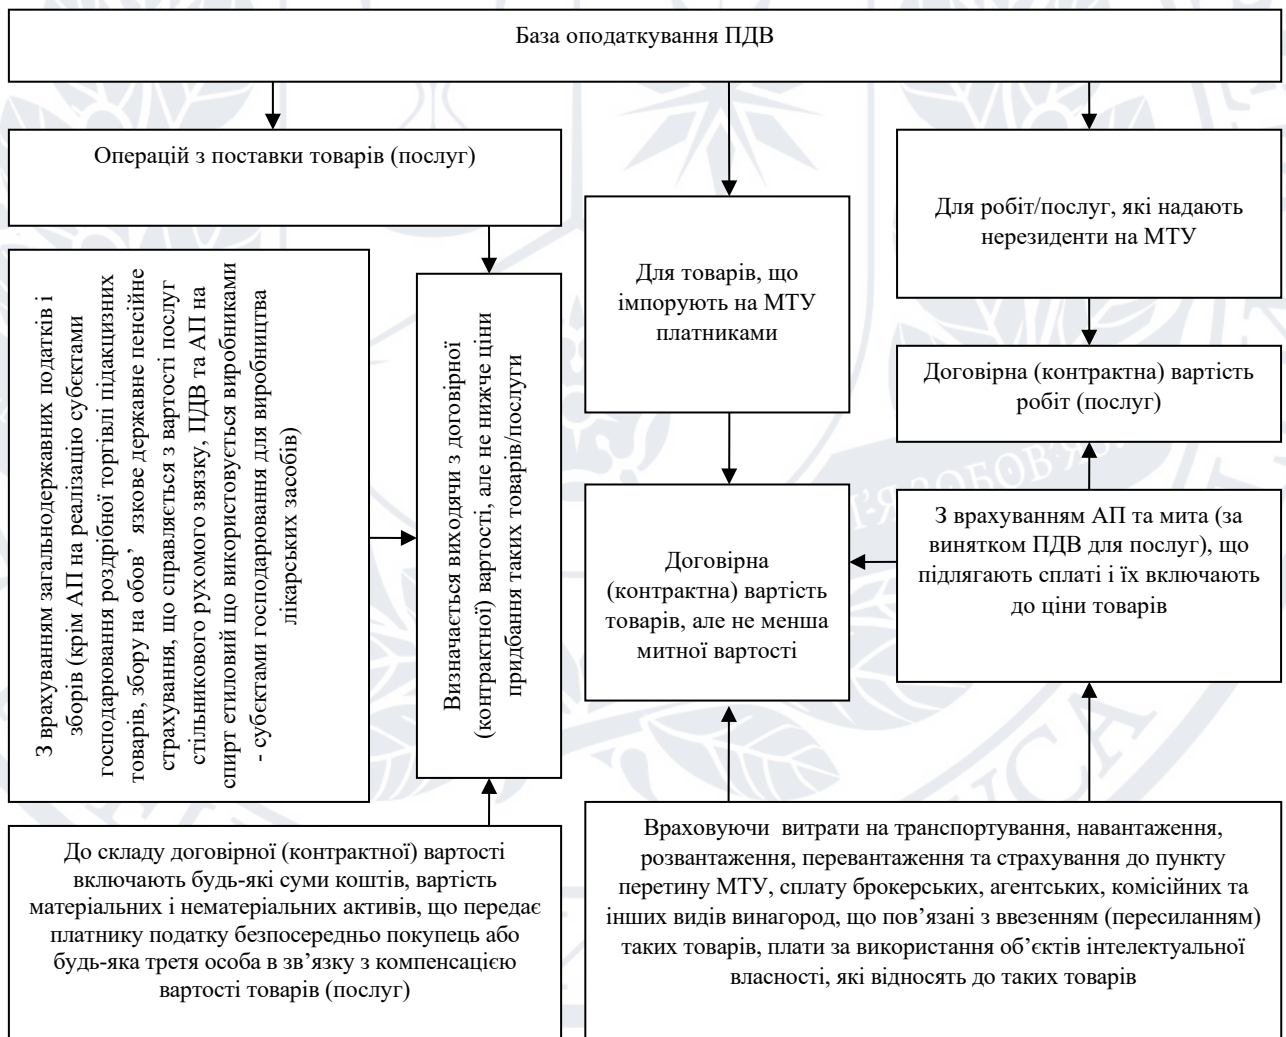 База оподаткування ПДВ
Операцій з поставки товарів (послуг)
Для товарів, що
імпорують на МТУ
платниками
Для робіт/послуг, які надають
нерезиденти на МТУ
З врахуванням загальнодержавних податків і
зборів (крім АП на реалізацію субєктами
господарювання роздрібної торгівлі підакцизних
товарів, збору на обов’ язкове державне пенсійне
страхування, що справляється з вартості послуг
стільникового рухомого звязку, ПДВ та АП на
спирт етиловий що використовується виробниками
- субєктами господарювання для виробництва
лікарських засобів)
Визначається виходячи з договірної
(контрактної) вартості, але не нижче ціни
придбання таких товарів/послуги
Договірна (контрактна) вартість
робіт (послуг)
Договірна
(контрактна) вартість
товарів, але не менша
митної вартості
З врахуванням АП та мита (за
винятком ПДВ для послуг), що
підлягають сплаті і їх включають
до ціни товарів
До складу договірної (контрактної) вартості
включають будь-які суми коштів, вартість
матеріальних і нематеріальних активів, що передає
платнику податку безпосередньо покупець або
будь-яка третя особа в зв’язку з компенсацією
вартості товарів (послуг)
Враховуючи витрати на транспортування, навантаження,
розвантаження, перевантаження та страхування до пункту
перетину МТУ, сплату брокерських, агентських, комісійних та
інших видів винагород, що пов’язані з ввезенням (пересиланням)
таких товарів, плати за використання об’єктів інтелектуальної
власності, які відносять до таких товарів